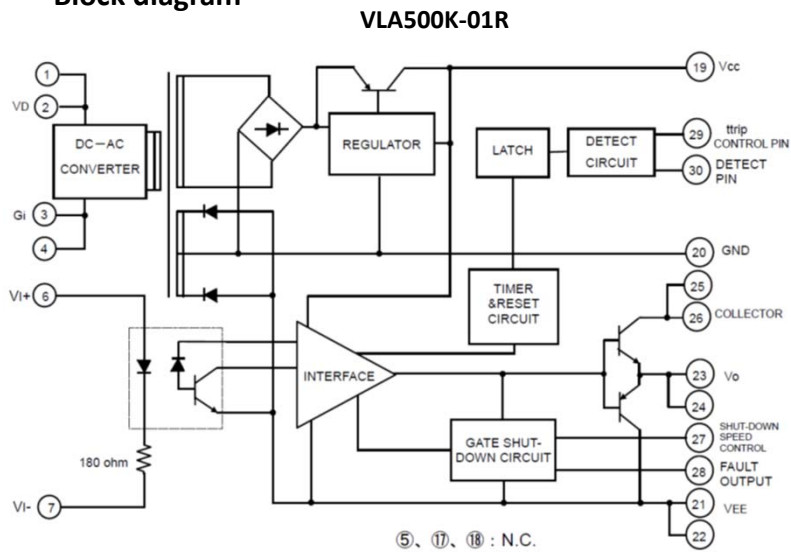 Block diagram
VLA500K-01R
1
VD 2
DC-AC
CONVERTER
Gi 3
4
VI+ 6
180 ohm
VI- 7
REGULATOR
LATCH
DETECT
CIRCUIT
TIMER
&RESET
CIRCUIT
INTERFACE
GATE SHUT-
DOWN CIRCUIT
19 Vcc
29 ttrip
CONTROL PIN
30 DETECT
PIN
20 GND
25
26 COLLECTOR
23 Vo
24
27 SHUT-DOWN
SPEED
CONTROL
28 FAULT
OUTPUT
21 VEE
22
⑤、⑰、⑱ : N.C.